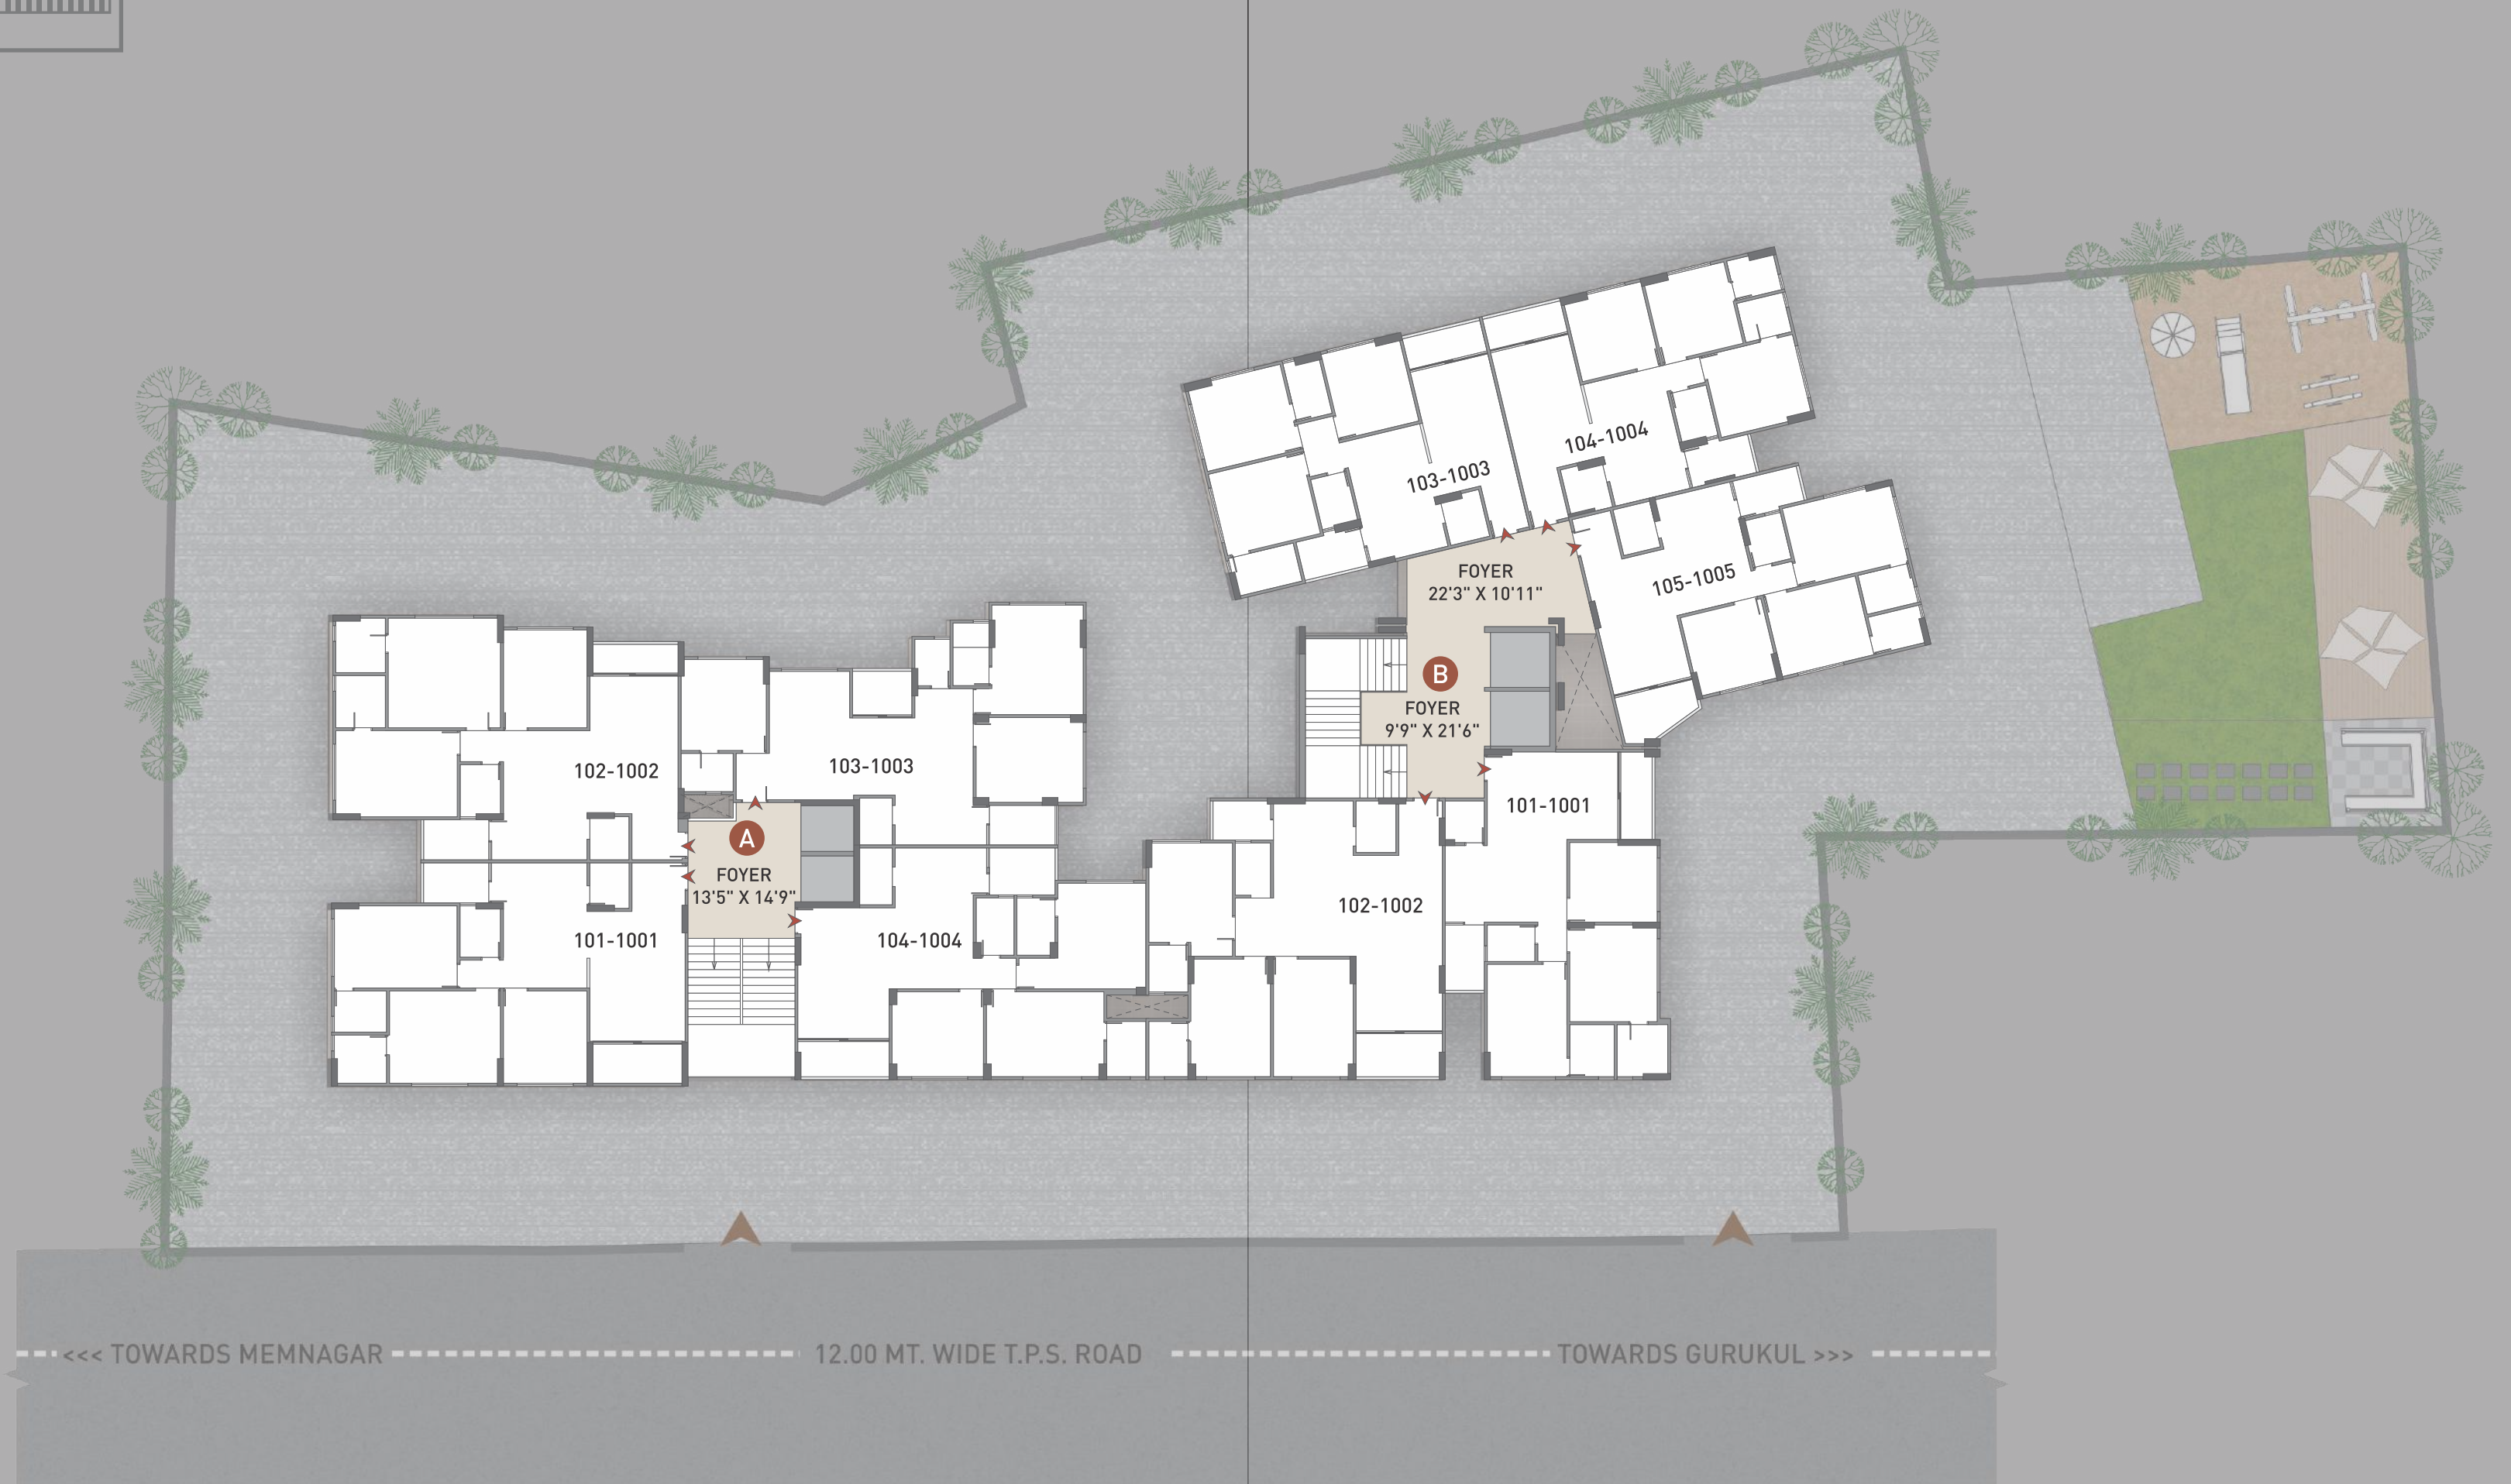 104-1004
103-1003
FOYER
22'3" X 10'11"
105-1005
B
FOYER
9'9" X 21'6"
102-1002
103-1003
101-1001
A
FOYER
13'5" X 14'9"
102-1002
101-1001
104-1004
<<< TOWARDS MEMNAGAR
12.00 MT. WIDE T.P.S. ROAD
TOWARDS GURUKUL >>>